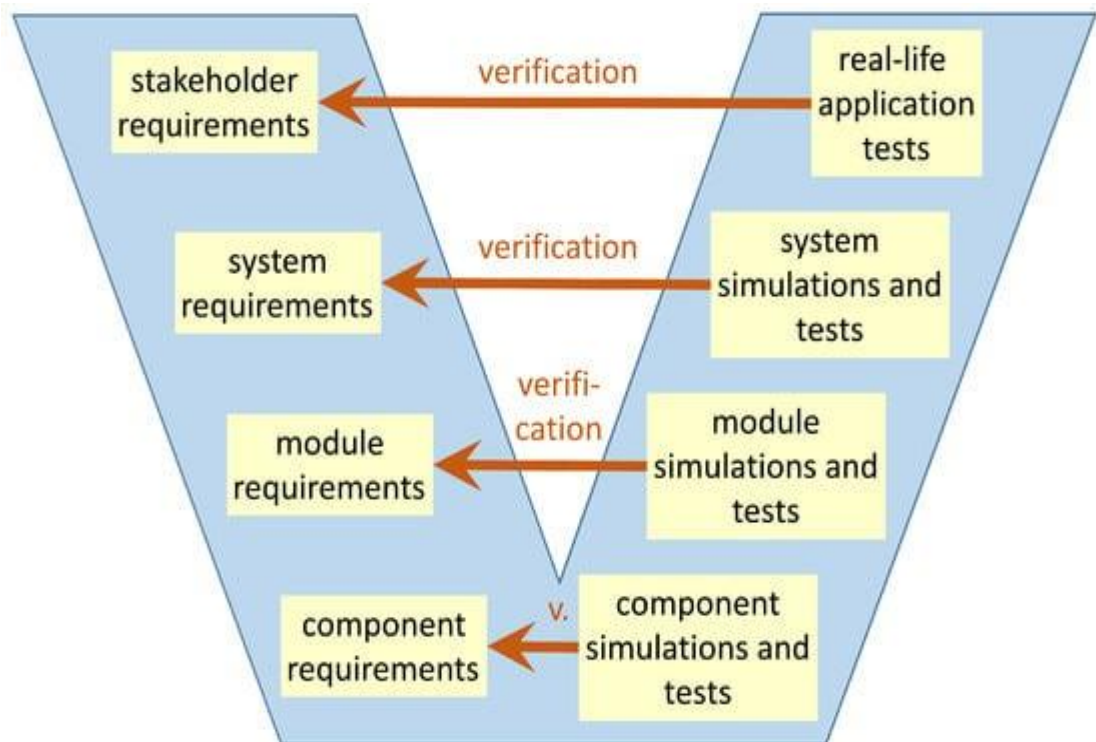 stakeholder
requirements
verification
real-life
application
tests
system
requirements
verification
system
simulations and
tests
module
requirements
verifi-
cation
module
simulations and
tests
component
requirements
v.
component
simulations and
tests